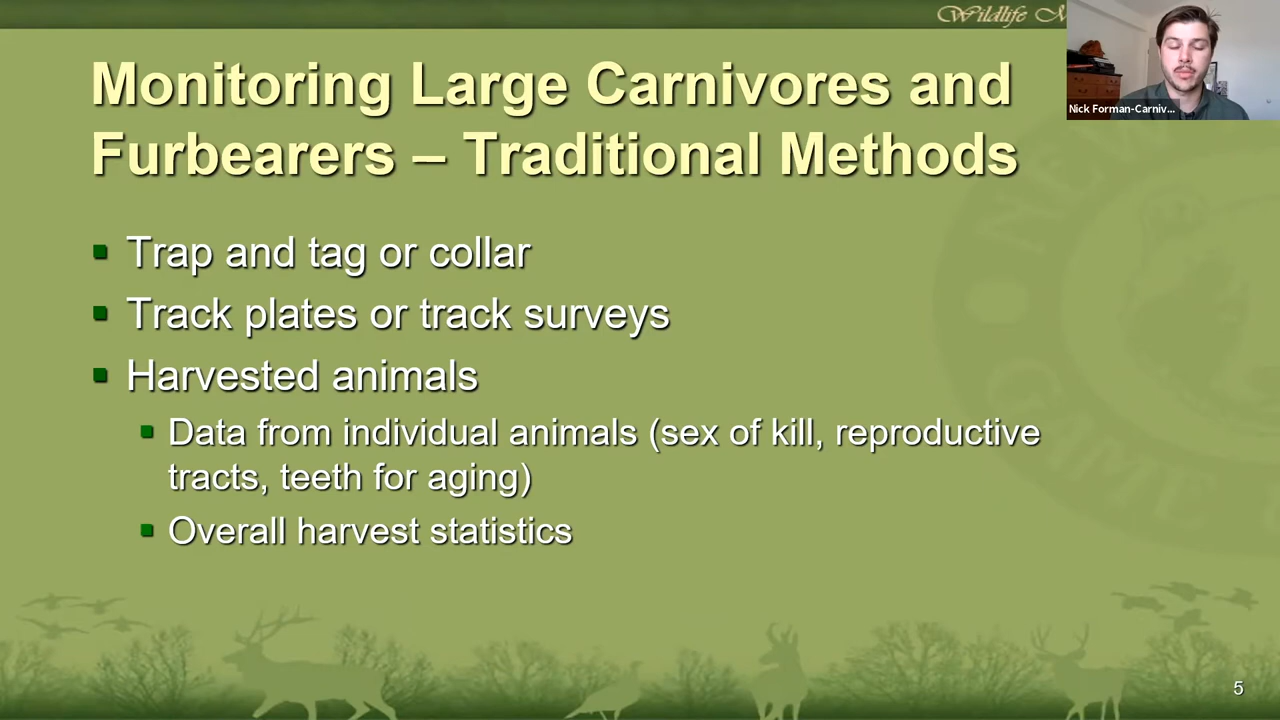 Wildlife
Nick Forman-Carniv...
Monitoring Large Carnivores and
Furbearers – Traditional Methods
Trap and tag or collar
Track plates or track surveys
Harvested animals
Data from individual animals (sex of kill, reproductive
tracts, teeth for aging)
Overall harvest statistics
5